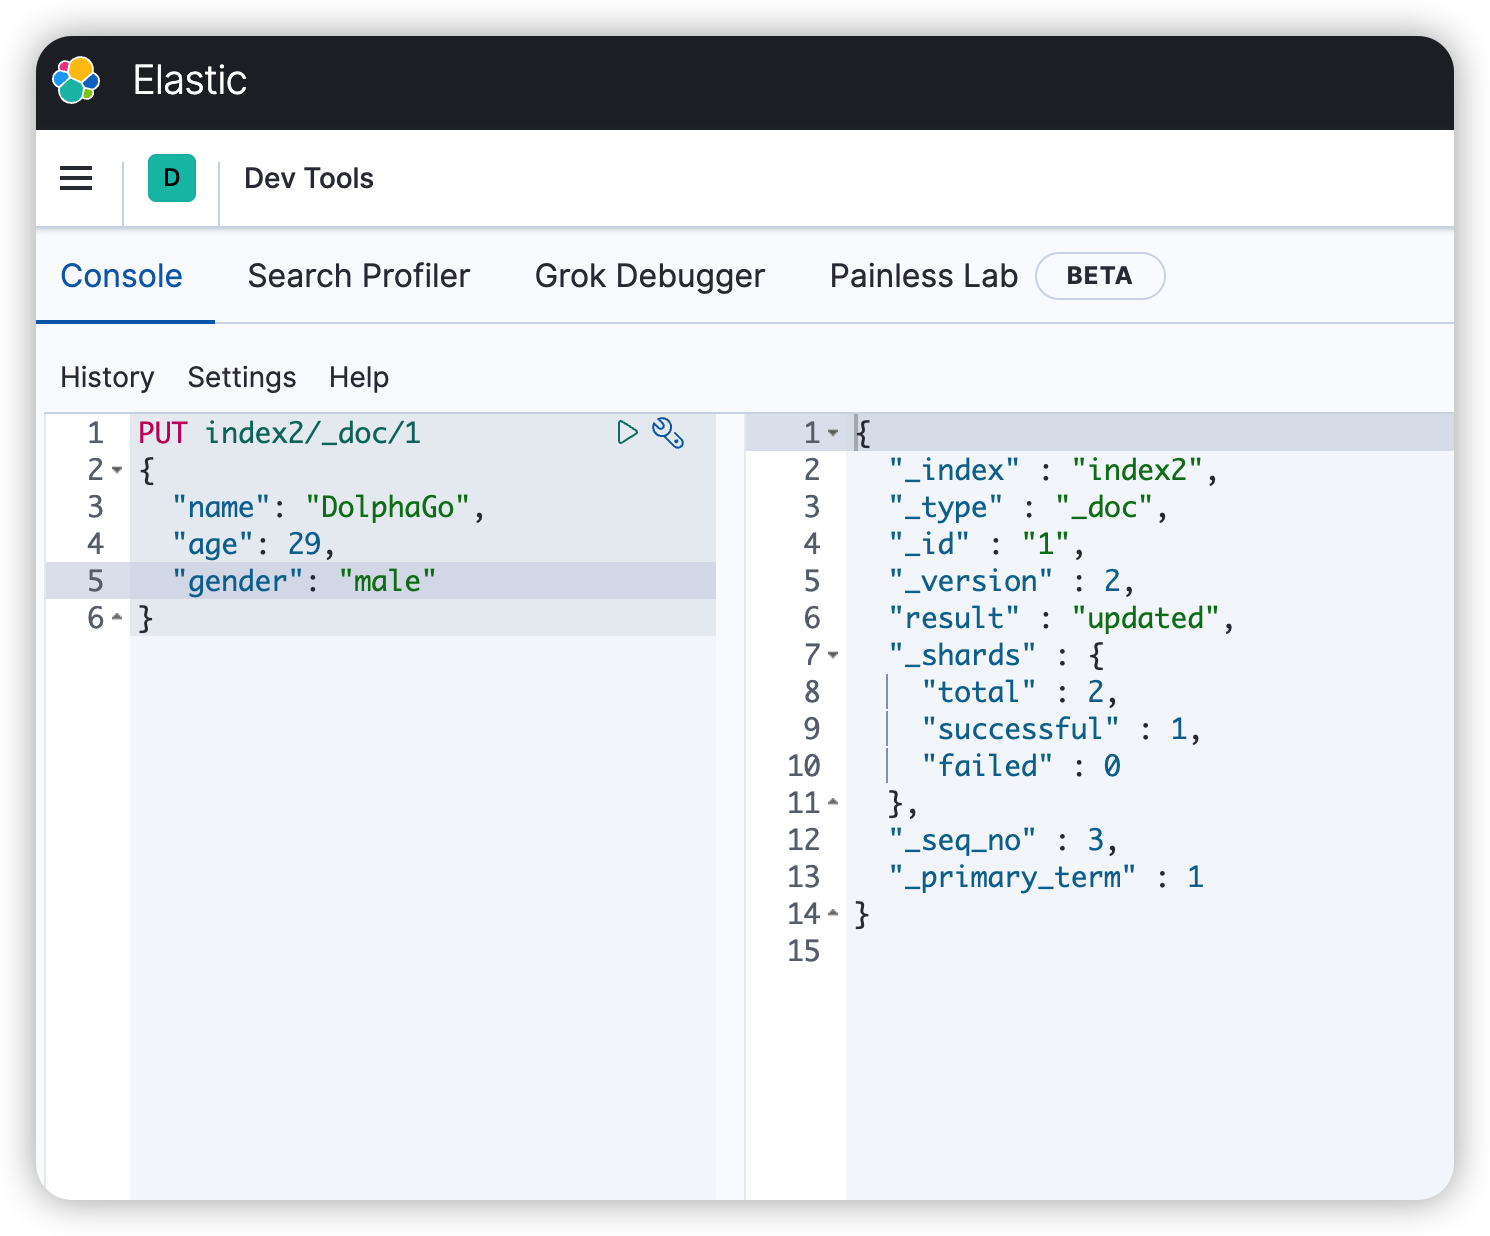 Elastic
D
Dev Tools
Console Search Profiler Grok Debugger Painless Lab BETA
History Settings Help
1 PUT index2/_doc/1
2 {
3 "name": "DolphaGo",
4 "age": 29,
5 "gender": "male"
6 }
1 {
2 "_index" : "index2",
3 "_type" : "_doc",
4 "_id" : "1",
5 "_version" : 2,
6 "result" : "updated",
7 "_shards" : {
8 "total" : 2,
9 "successful" : 1,
10 "failed" : 0
11 },
12 "_seq_no" : 3,
13 "_primary_term" : 1
14 }
15